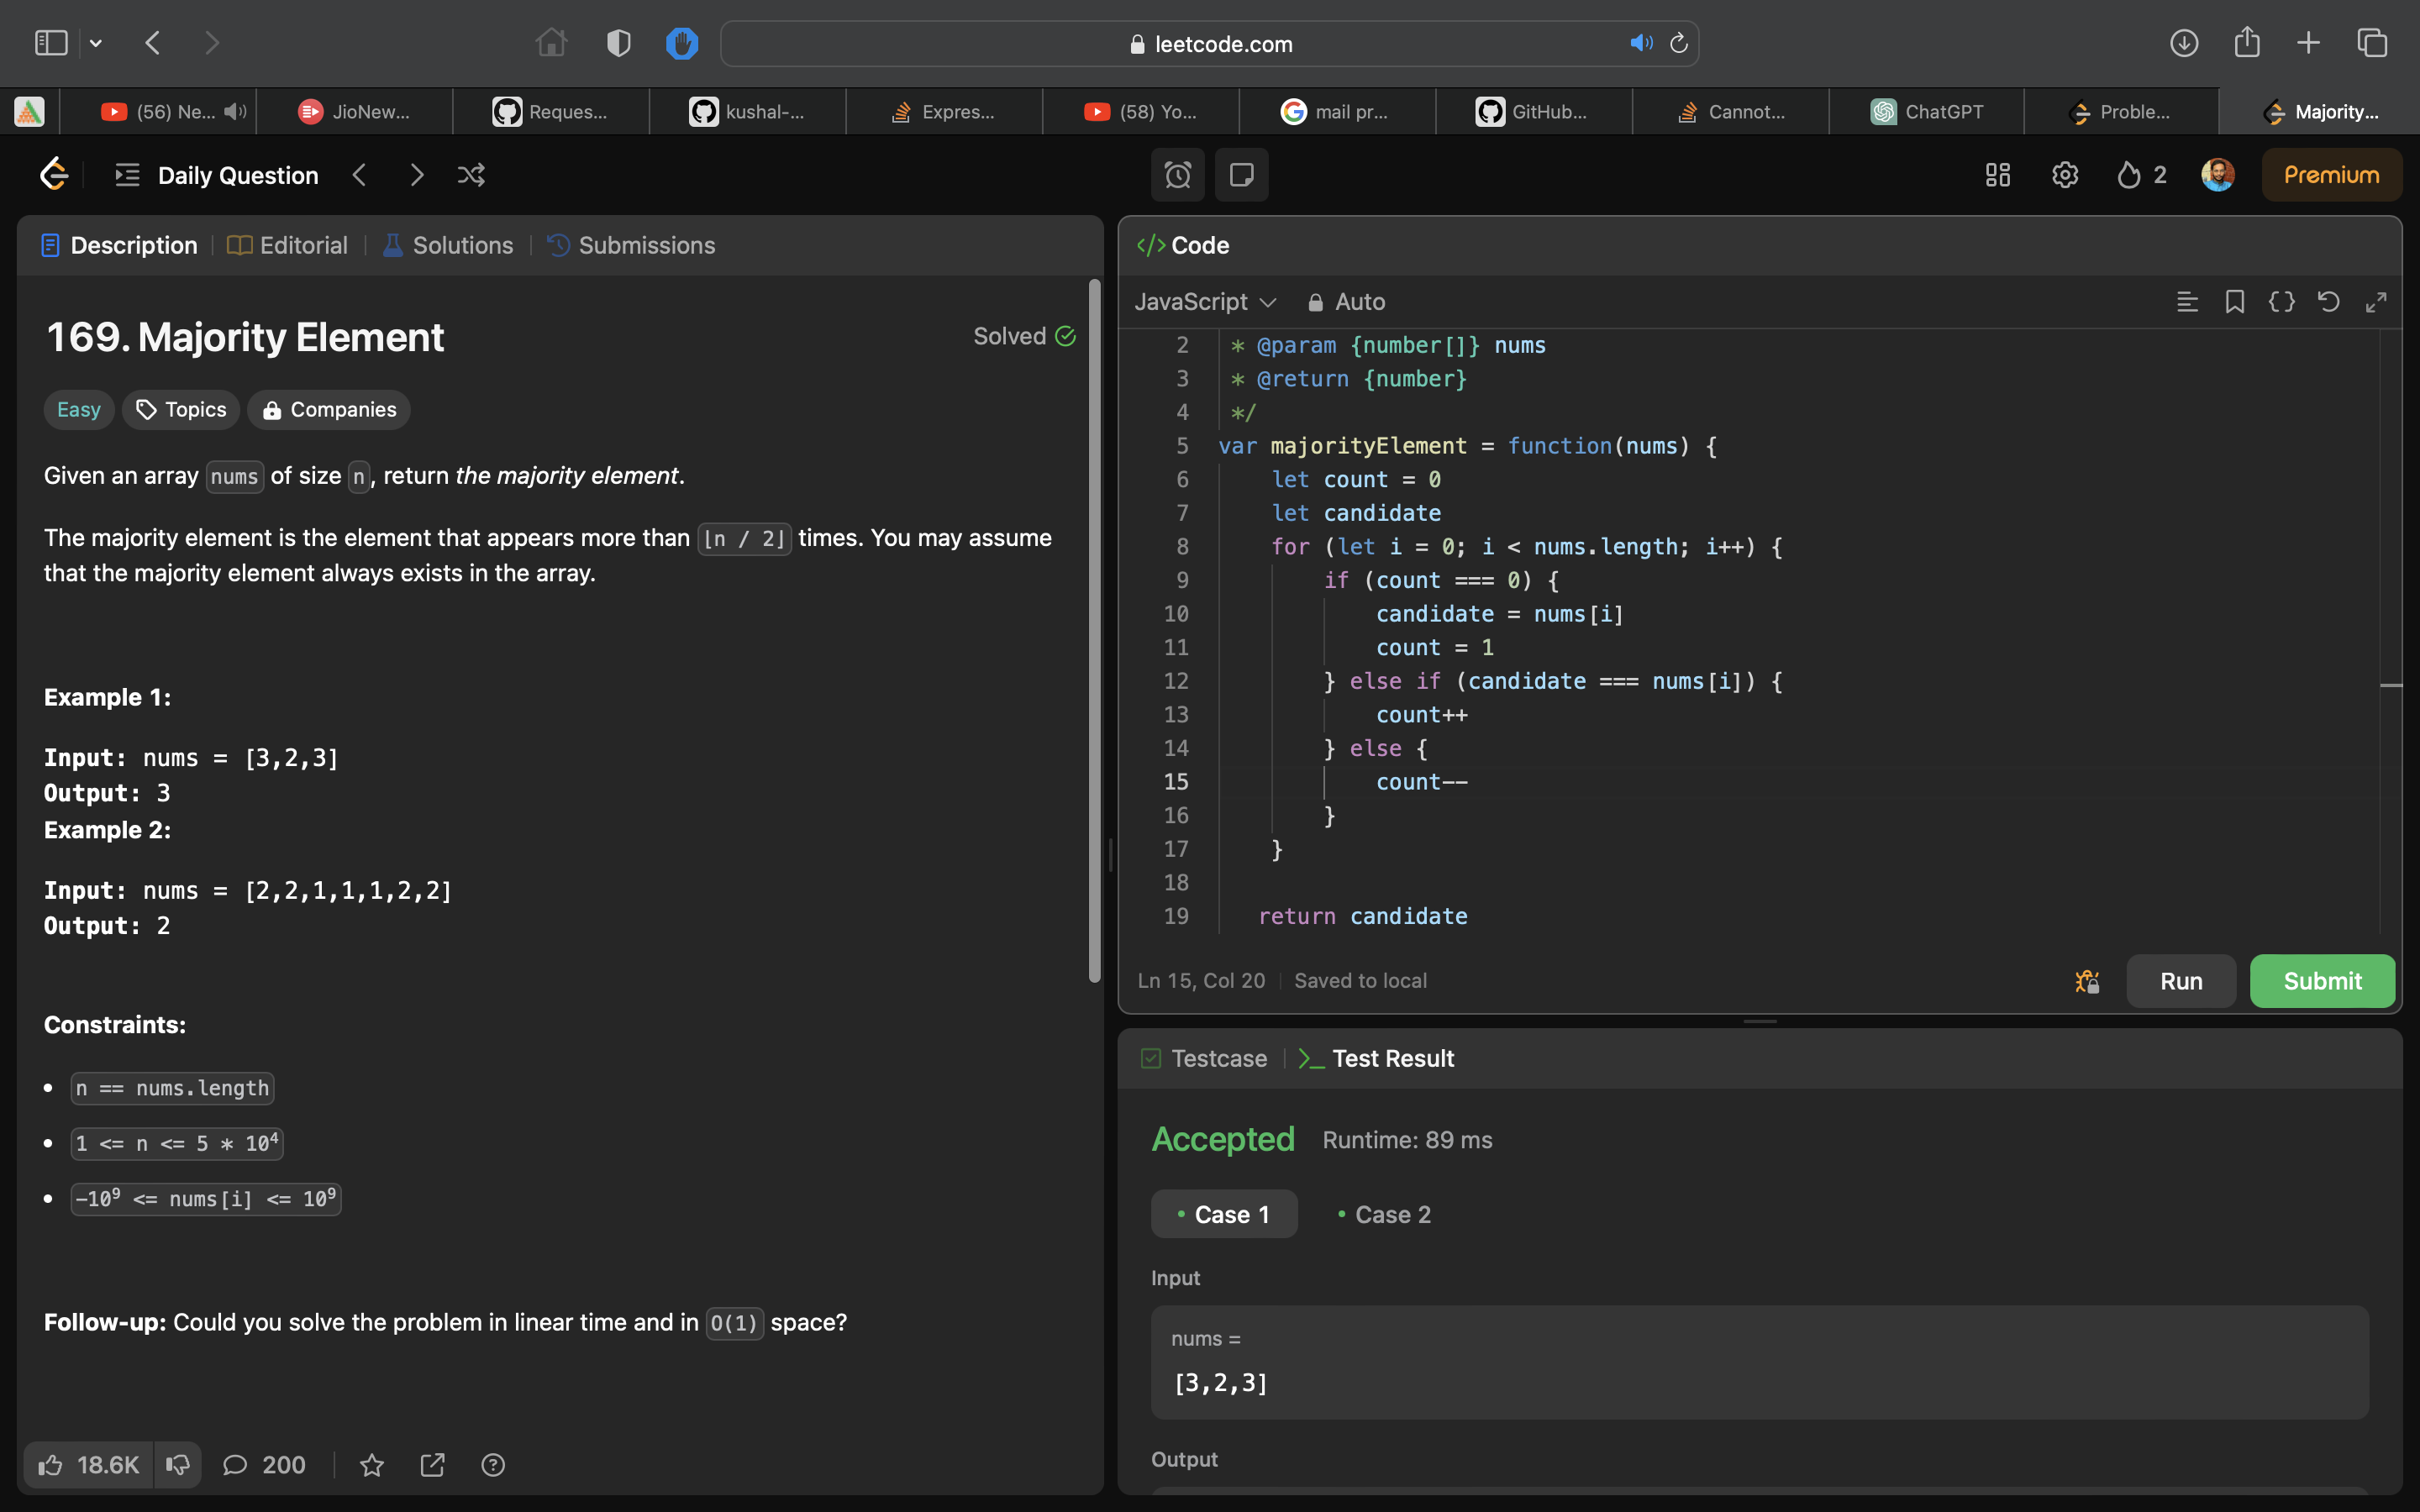 leetcode.com
(56) Ne...
JioNew...
Reques...
kushal-...
Expres...
(58) Yo...
mail pr...
GitHub...
Cannot...
ChatGPT
Proble...
Majority...
Daily Question
2
Premium
Description
Editorial
Solutions
Submissions
169. Majority Element
Solved
Easy
Topics
Companies
Given an array nums of size n, return the majority element.
The majority element is the element that appears more than ⌊n / 2⌋ times. You may assume
that the majority element always exists in the array.
Example 1:
Input: nums = [3,2,3]
Output: 3
Example 2:
Input: nums = [2,2,1,1,1,2,2]
Output: 2
Constraints:
• n == nums.length
• 1 <= n <= 5 * 10⁴
• -10⁹ <= nums[i] <= 10⁹
Follow-up: Could you solve the problem in linear time and in O(1) space?
18.6K
200
</> Code
JavaScript
Auto
2 * @param {number[]} nums
3 * @return {number}
4 */
5 var majorityElement = function(nums) {
6 let count = 0
7 let candidate
8 for (let i = 0; i < nums.length; i++) {
9 if (count === 0) {
10 candidate = nums[i]
11 count = 1
12 } else if (candidate === nums[i]) {
13 count++
14 } else {
15 count--
16 }
17 }
18
19 return candidate
Ln 15, Col 20
Saved to local
Run
Submit
Testcase
>_ Test Result
Accepted
Runtime: 89 ms
• Case 1
• Case 2
Input
nums =
[3,2,3]
Output